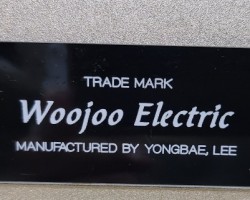 TRADE MARK
Woojoo Electric
MANUFACTURED BY YONGBAE, LEE